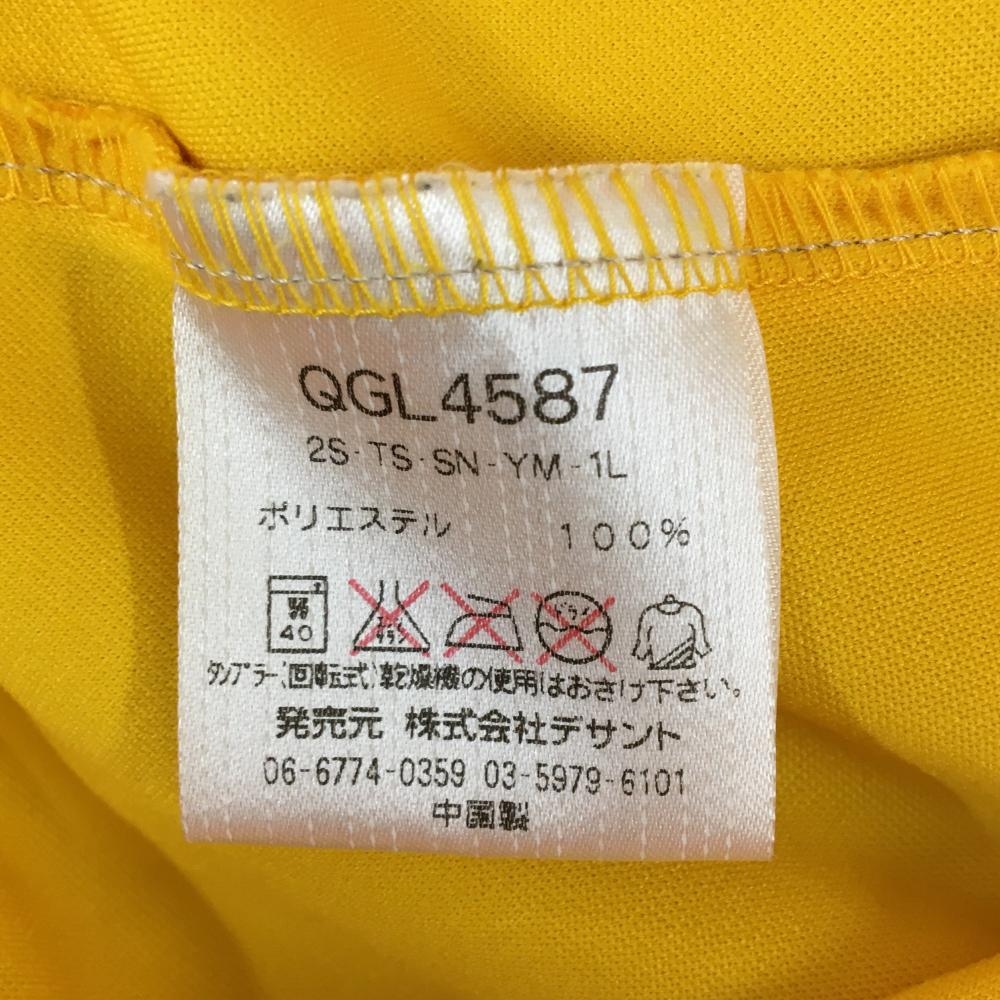 QGL4587
2S-TS-SN-YM-1L
ポリエステル 100%
40
タンブラー(回転式)乾燥機の使用はおさけ下さい。
発売元 株式会社デサント
06-6774-0359 03-5979-6101
中国製